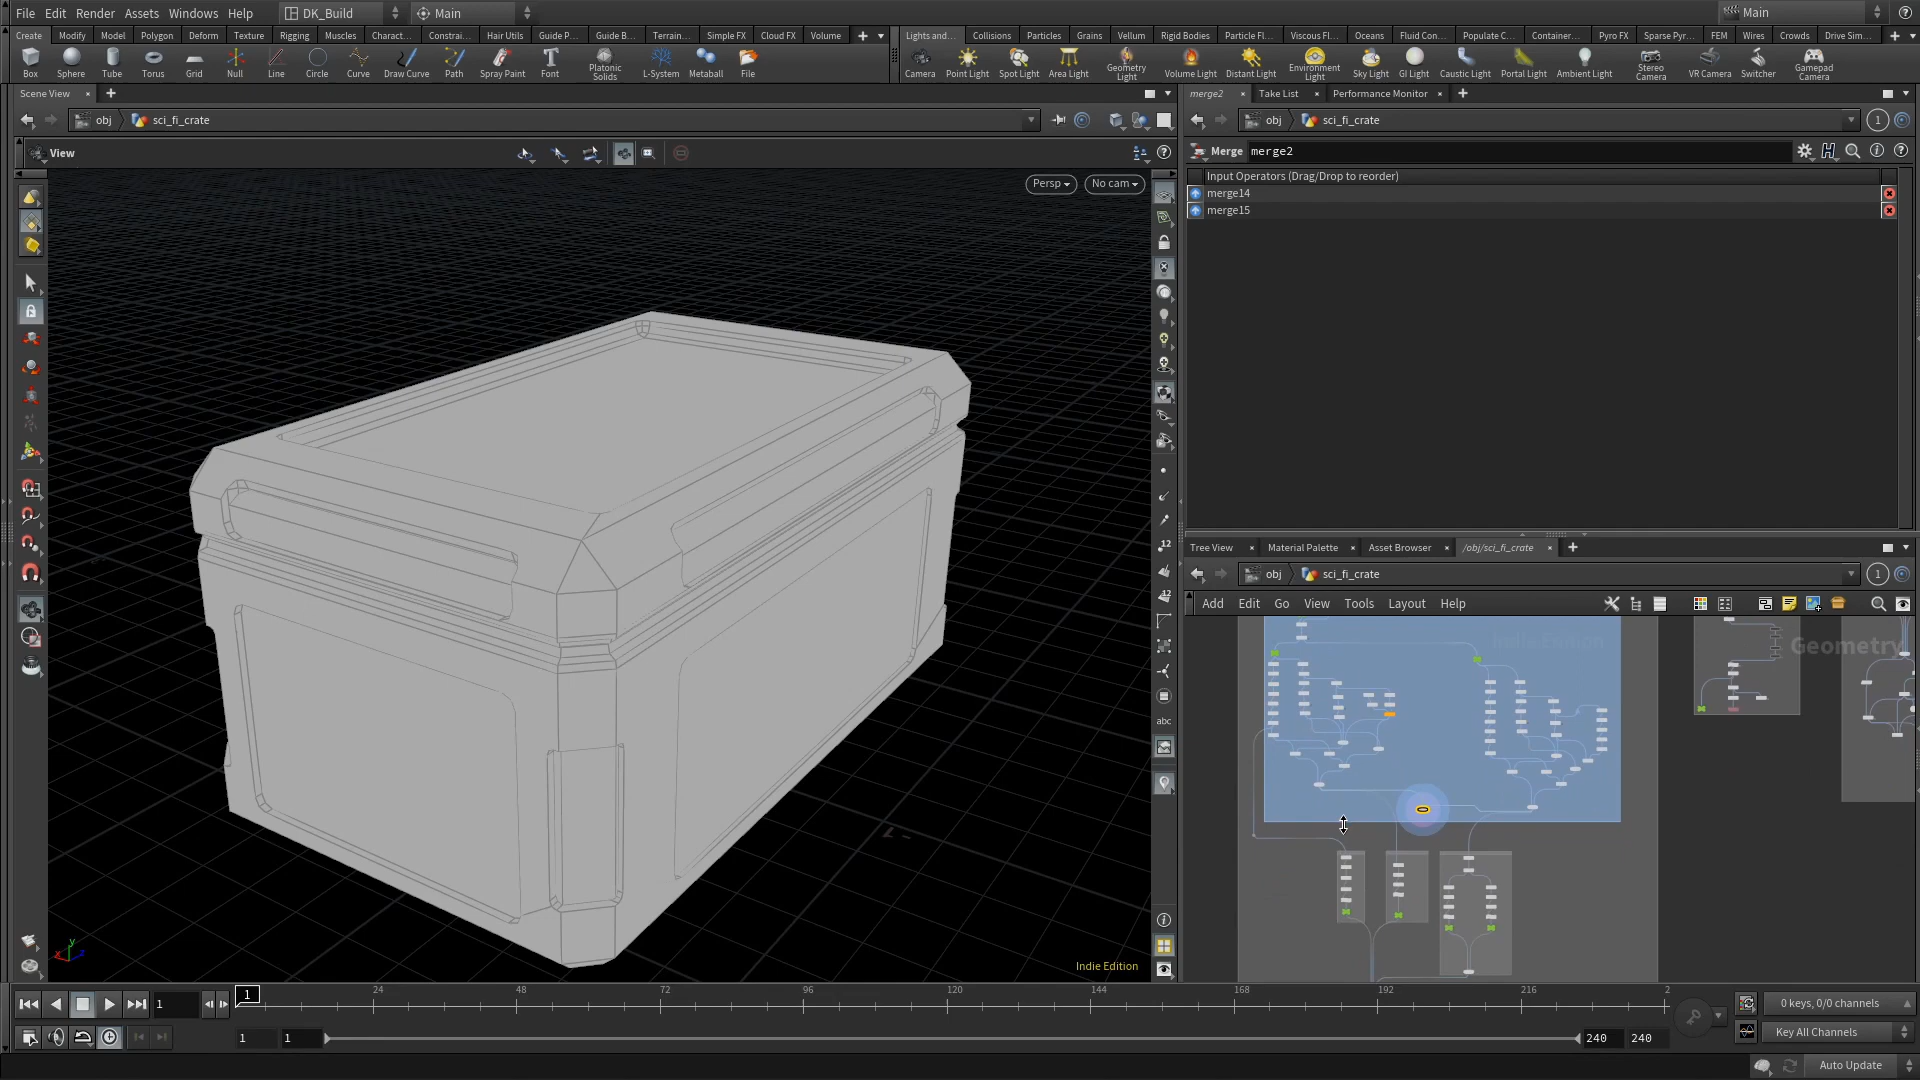 File Edit Render Assets Windows Help DK_Build Main Main
Create Modify Model Polygon Deform Texture Rigging Muscles Charact... Constrai... Hair Utils Guide P... Guide B... Terrain... Simple FX Cloud FX Volume
Lights and... Collisions Particles Grains Vellum Rigid Bodies Particle Fl... Viscous Fl... Oceans Fluid Con... Populate C... Container... Pyro FX Sparse Pyr... FEM Wires Crowds Drive Sim...
Box Sphere Tube Torus Grid Null Line Circle Curve Draw Curve Path Spray Paint Font Platonic Solids L-System Metaball File
Camera Point Light Spot Light Area Light Geometry Light Volume Light Distant Light Environment Light Sky Light GI Light Caustic Light Portal Light Ambient Light Stereo Camera VR Camera Switcher Gamepad Camera
Scene View
merge2 Take List Performance Monitor
obj sci_fi_crate
obj sci_fi_crate 1
View
Merge merge2
Persp No cam
Input Operators (Drag/Drop to reorder)
merge14
merge15
12
12
abc
Indie Edition
Tree View Material Palette Asset Browser /obj/sci_fi_crate
obj sci_fi_crate 1
Add Edit Go View Tools Layout Help
Indie Edition
Geometry
x y z
1 1 24 48 72 96 120 144 168 192 216 2
0 keys, 0/0 channels
1 1 240 240
Key All Channels
Auto Update